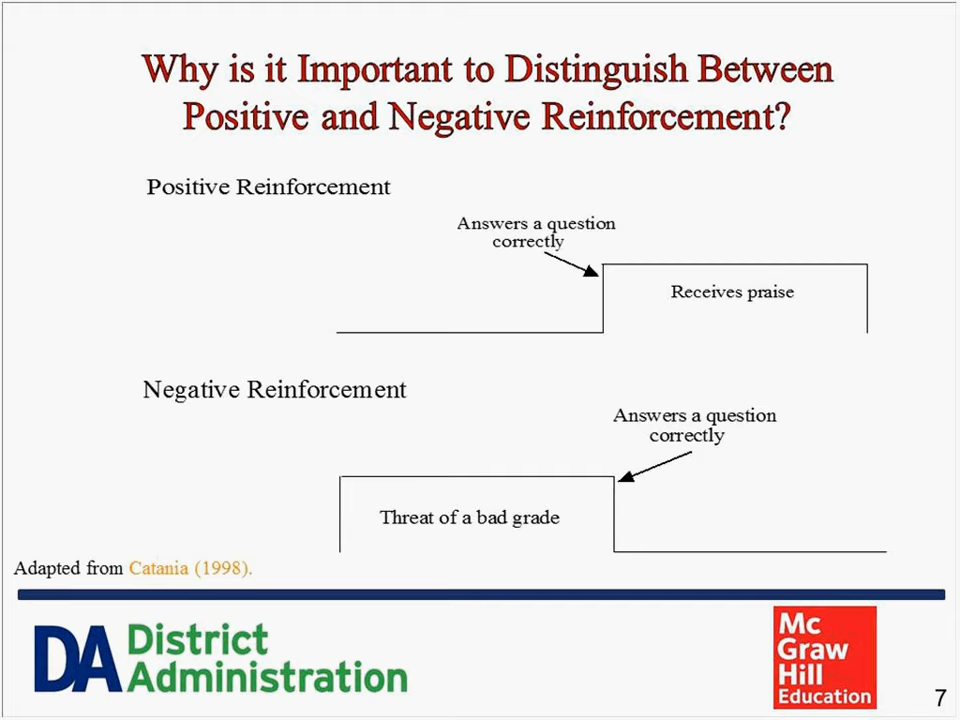 Why is it Important to Distinguish Between
Positive and Negative Reinforcement?
Positive Reinforcement
Answers a question
correctly
Receives praise
Negative Reinforcement
Answers a question
correctly
Threat of a bad grade
Adapted from Catania (1998).
DA District
Administration
Mc
Graw
Hill
Education
7